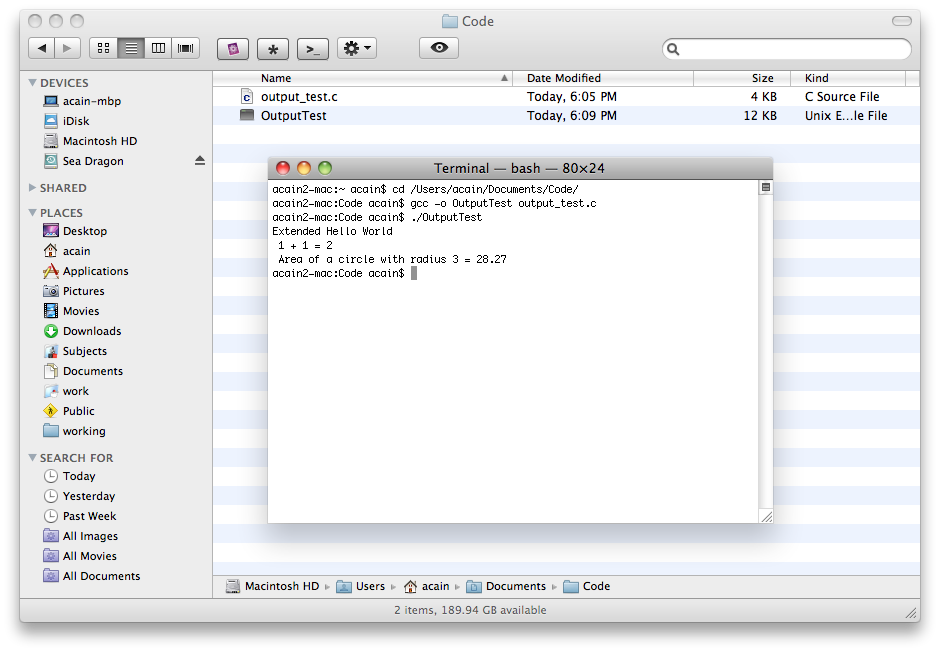 Code
Name Date Modified Size Kind
output_test.c Today, 6:05 PM 4 KB C Source File
OutputTest Today, 6:09 PM 12 KB Unix E...le File
DEVICES
acain-mbp
iDisk
Macintosh HD
Sea Dragon
SHARED
PLACES
Desktop
acain
Applications
Pictures
Movies
Downloads
Subjects
Documents
work
Public
working
SEARCH FOR
Today
Yesterday
Past Week
All Images
All Movies
All Documents
Terminal — bash — 80×24
acain2-mac:~ acain$ cd /Users/acain/Documents/Code/
acain2-mac:Code acain$ gcc -o OutputTest output_test.c
acain2-mac:Code acain$ ./OutputTest
Extended Hello World
1 + 1 = 2
Area of a circle with radius 3 = 28.27
acain2-mac:Code acain$
Macintosh HD Users acain Documents Code
2 items, 189.94 GB available